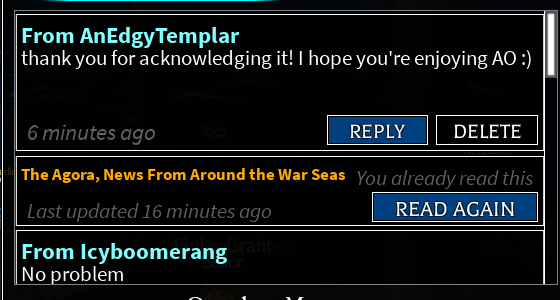 From AnEdgyTemplar
thank you for acknowledging it! I hope you're enjoying AO :)
6 minutes ago
REPLY
DELETE
The Agora, News From Around the War Seas
You already read this
Last updated 16 minutes ago
READ AGAIN
From Icyboomerang
No problem